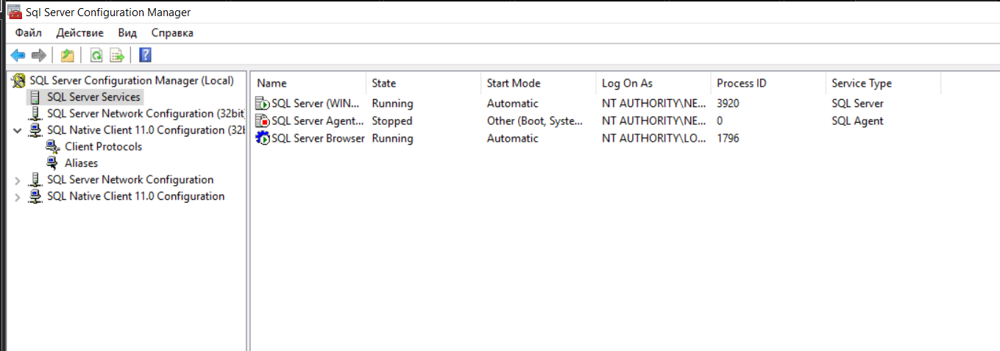 Sql Server Configuration Manager
Файл Действие Вид Справка
SQL Server Configuration Manager (Local)
SQL Server Services
SQL Server Network Configuration (32bit
SQL Native Client 11.0 Configuration (32b
Client Protocols
Aliases
SQL Server Network Configuration
SQL Native Client 11.0 Configuration
Name State Start Mode Log On As Process ID Service Type
SQL Server (WIN... Running Automatic NT AUTHORITY\NE... 3920 SQL Server
SQL Server Agent... Stopped Other (Boot, Syste... NT AUTHORITY\NE... 0 SQL Agent
SQL Server Browser Running Automatic NT AUTHORITY\LO... 1796